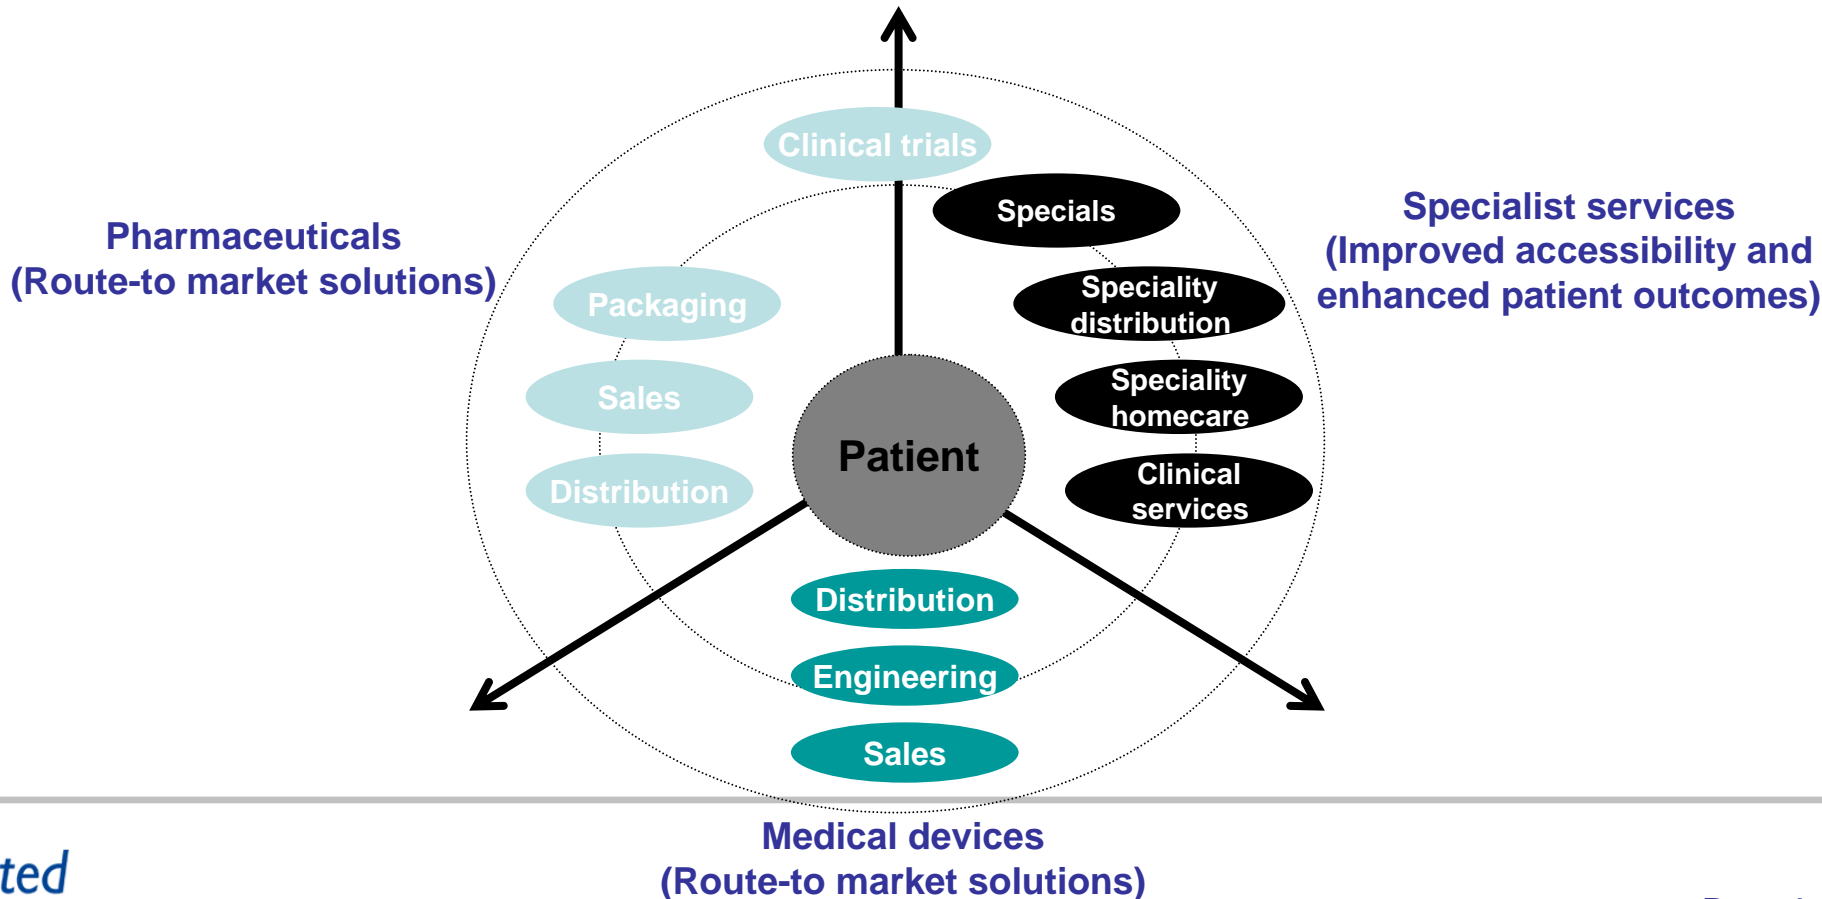 Clinical trials
Specials
Pharmaceuticals
(Route-to market solutions)
Specialist services
(Improved accessibility and
enhanced patient outcomes)
Packaging
Speciality
distribution
Sales
Speciality
homecare
Patient
Distribution
Clinical
services
Distribution
Engineering
Sales
Medical devices
(Route-to market solutions)